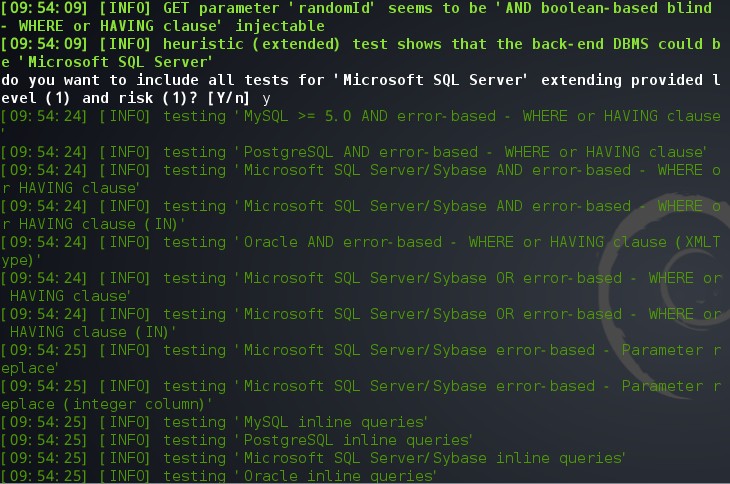 [09:54:09] [INFO] GET parameter 'randomId' seems to be 'AND boolean-based blind
- WHERE or HAVING clause' injectable
[09:54:09] [INFO] heuristic (extended) test shows that the back-end DBMS could b
e 'Microsoft SQL Server'
do you want to include all tests for 'Microsoft SQL Server' extending provided l
evel (1) and risk (1)? [Y/n] y
[09:54:24] [INFO] testing 'MySQL >= 5.0 AND error-based - WHERE or HAVING clause
'
[09:54:24] [INFO] testing 'PostgreSQL AND error-based - WHERE or HAVING clause'
[09:54:24] [INFO] testing 'Microsoft SQL Server/Sybase AND error-based - WHERE o
r HAVING clause'
[09:54:24] [INFO] testing 'Microsoft SQL Server/Sybase AND error-based - WHERE o
r HAVING clause (IN)'
[09:54:24] [INFO] testing 'Oracle AND error-based - WHERE or HAVING clause (XMLT
ype)'
[09:54:24] [INFO] testing 'Microsoft SQL Server/Sybase OR error-based - WHERE or
 HAVING clause'
[09:54:24] [INFO] testing 'Microsoft SQL Server/Sybase OR error-based - WHERE or
 HAVING clause (IN)'
[09:54:25] [INFO] testing 'Microsoft SQL Server/Sybase error-based - Parameter r
eplace'
[09:54:25] [INFO] testing 'Microsoft SQL Server/Sybase error-based - Parameter r
eplace (integer column)'
[09:54:25] [INFO] testing 'MySQL inline queries'
[09:54:25] [INFO] testing 'PostgreSQL inline queries'
[09:54:25] [INFO] testing 'Microsoft SQL Server/Sybase inline queries'
[09:54:25] [INFO] testing 'Oracle inline queries'